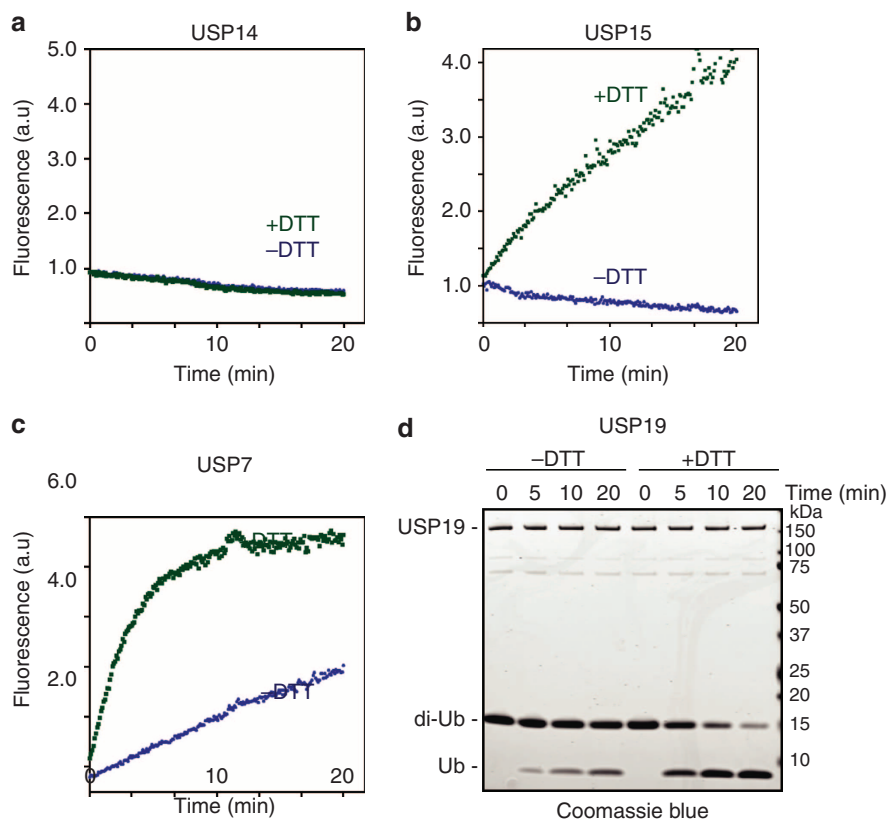 a
USP14
5.0
4.0
3.0
2.0
1.0
Fluorescence (a.u)
+DTT
–DTT
0 10 20
Time (min)
b
USP15
4.0
3.0
2.0
1.0
Fluorescence (a.u)
+DTT
–DTT
0 10 20
Time (min)
c
USP7
6.0
4.0
2.0
Fluorescence (a.u)
DTT
–DTT
0 10 20
Time (min)
d
USP19
–DTT +DTT
0 5 10 20 0 5 10 20 Time (min)
kDa
USP19 - 150
100
75
50
37
25
20
di-Ub - 15
Ub - 10
Coomassie blue